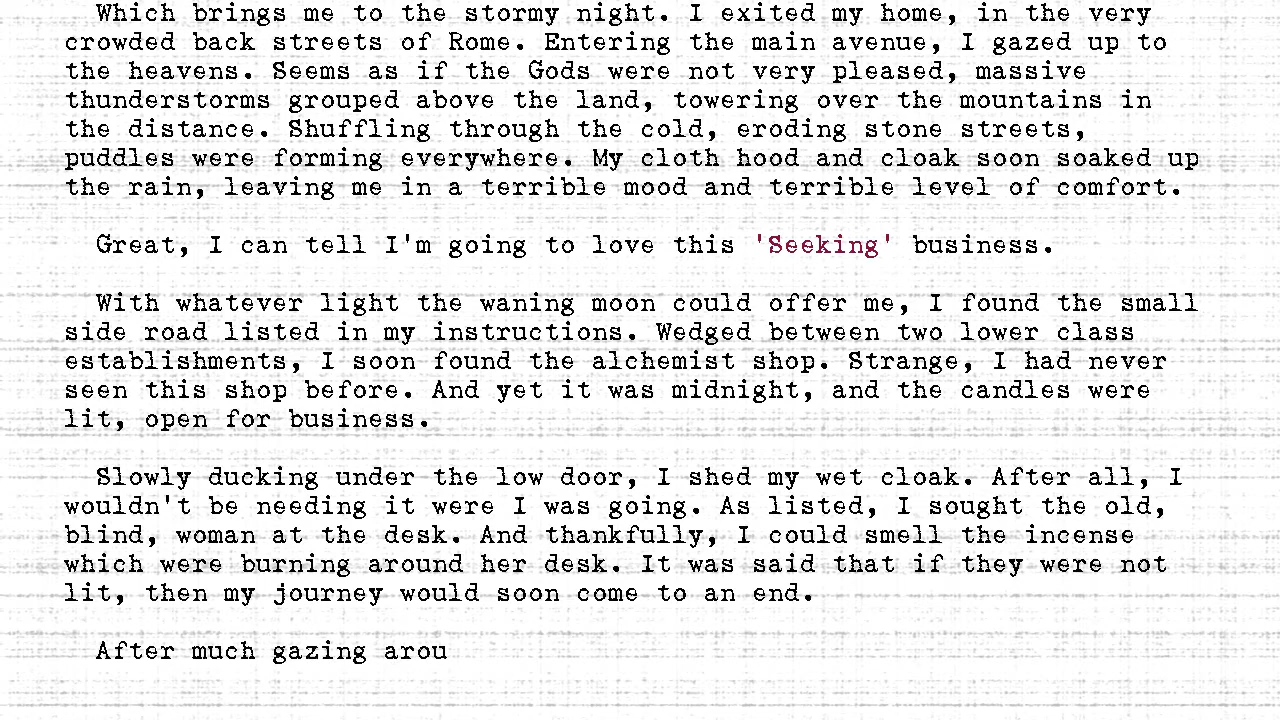 Which brings me to the stormy night. I exited my home, in the very
crowded back streets of Rome. Entering the main avenue, I gazed up to
the heavens. Seems as if the Gods were not very pleased, massive
thunderstorms grouped above the land, towering over the mountains in
the distance. Shuffling through the cold, eroding stone streets,
puddles were forming everywhere. My cloth hood and cloak soon soaked up
the rain, leaving me in a terrible mood and terrible level of comfort.
Great, I can tell I'm going to love this 'Seeking' business.
With whatever light the waning moon could offer me, I found the small
side road listed in my instructions. Wedged between two lower class
establishments, I soon found the alchemist shop. Strange, I had never
seen this shop before. And yet it was midnight, and the candles were
lit, open for business.
Slowly ducking under the low door, I shed my wet cloak. After all, I
wouldn't be needing it were I was going. As listed, I sought the old,
blind, woman at the desk. And thankfully, I could smell the incense
which were burning around her desk. It was said that if they were not
lit, then my journey would soon come to an end.
After much gazing arou